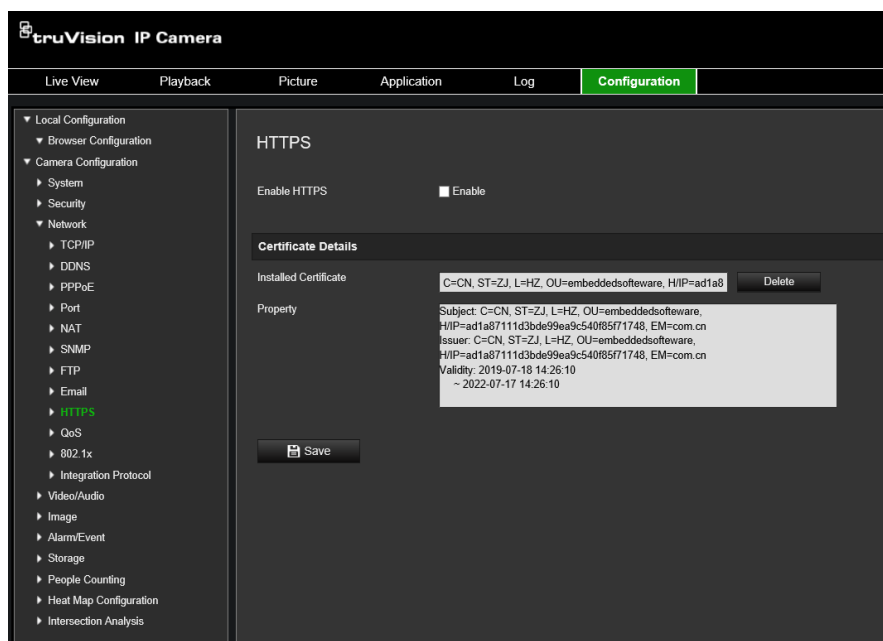 truVision IP Camera
Live View Playback Picture Application Log Configuration
Local Configuration
Browser Configuration
Camera Configuration
System
Security
Network
TCP/IP
DDNS
PPPoE
Port
NAT
SNMP
FTP
Email
HTTPS
QoS
802.1x
Integration Protocol
Video/Audio
Image
Alarm/Event
Storage
People Counting
Heat Map Configuration
Intersection Analysis
HTTPS
Enable HTTPS Enable
Certificate Details
Installed Certificate C=CN, ST=ZJ, L=HZ, OU=embeddedsofteware, H/IP=ad1a8 Delete
Property Subject: C=CN, ST=ZJ, L=HZ, OU=embeddedsofteware,
H/IP=ad1a87111d3bde99ea9c540f85f71748, EM=com.cn
Issuer: C=CN, ST=ZJ, L=HZ, OU=embeddedsofteware,
H/IP=ad1a87111d3bde99ea9c540f85f71748, EM=com.cn
Validity: 2019-07-18 14:26:10
~ 2022-07-17 14:26:10
Save